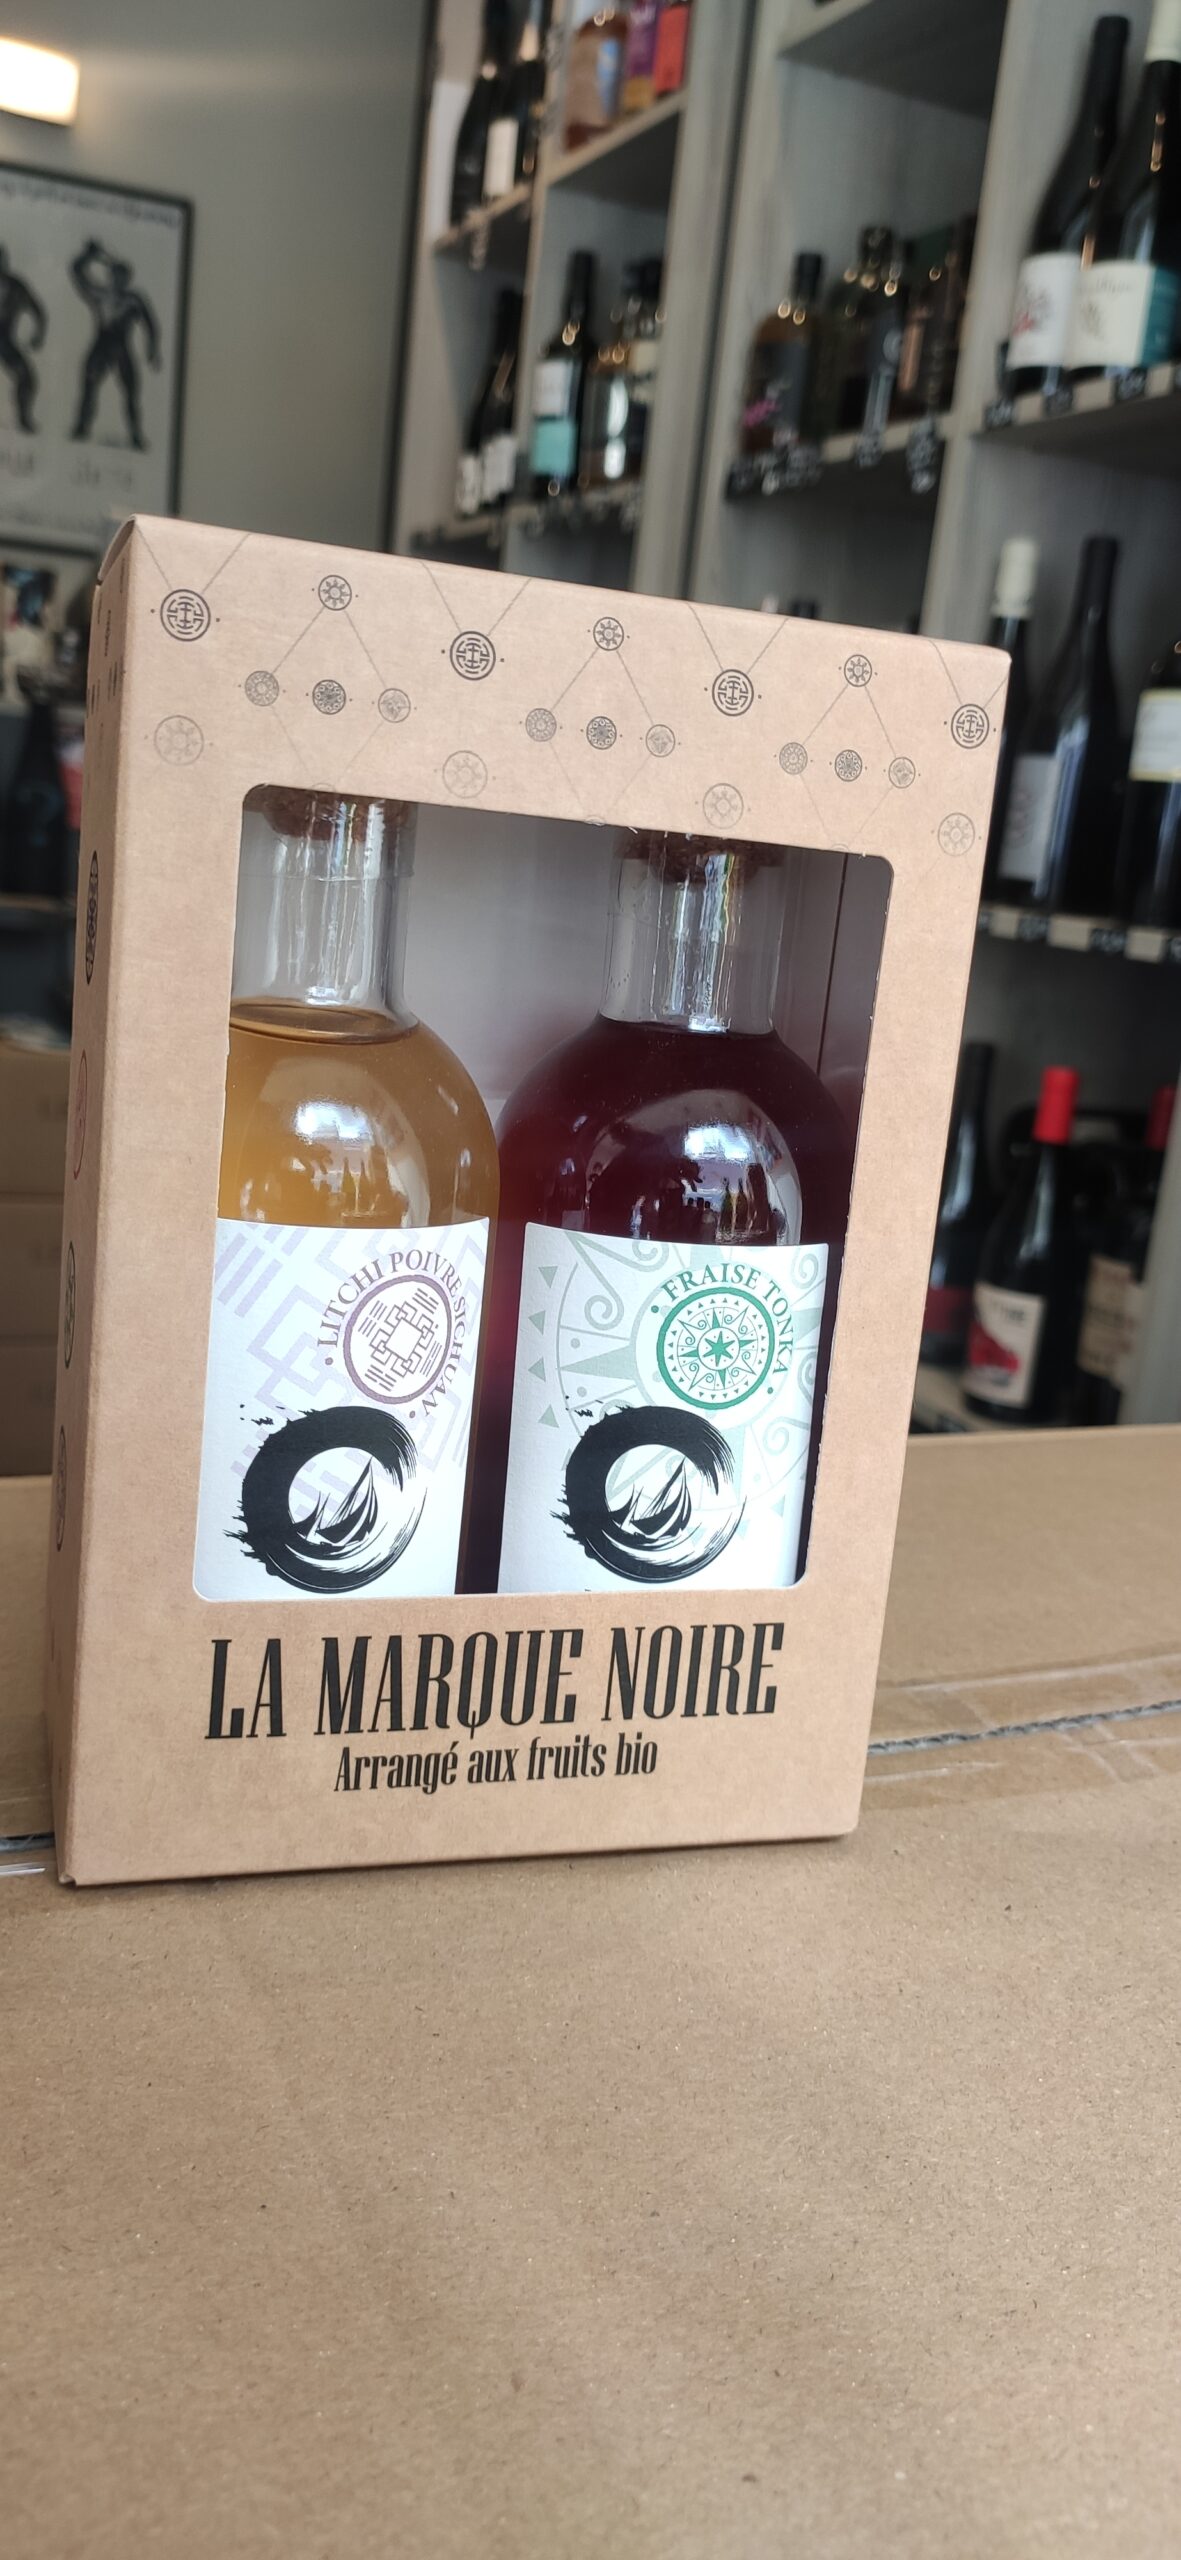 LITCHI POIVRE SICHUAN
FRAISE TONKA
LA MARQUE NOIRE
Arrangé aux fruits bio